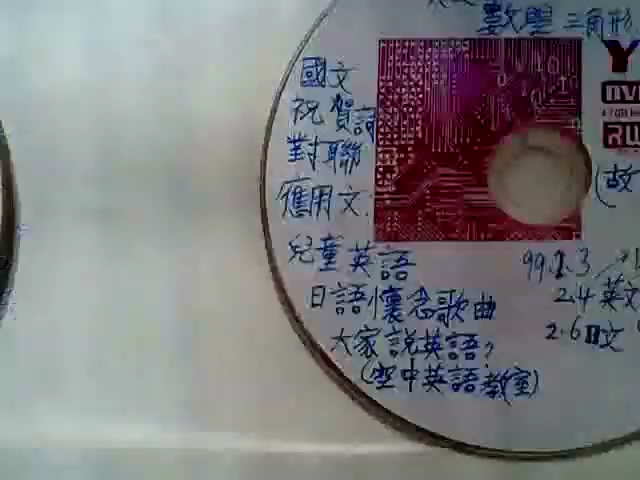 數學三角形
國文
祝賀詞
對聯
應用文
兒童英語
日語懷念歌曲
大家說英語
(空中英語教室)
Y
RW
(故
99.2.3
2.4 英文
2.6 日文